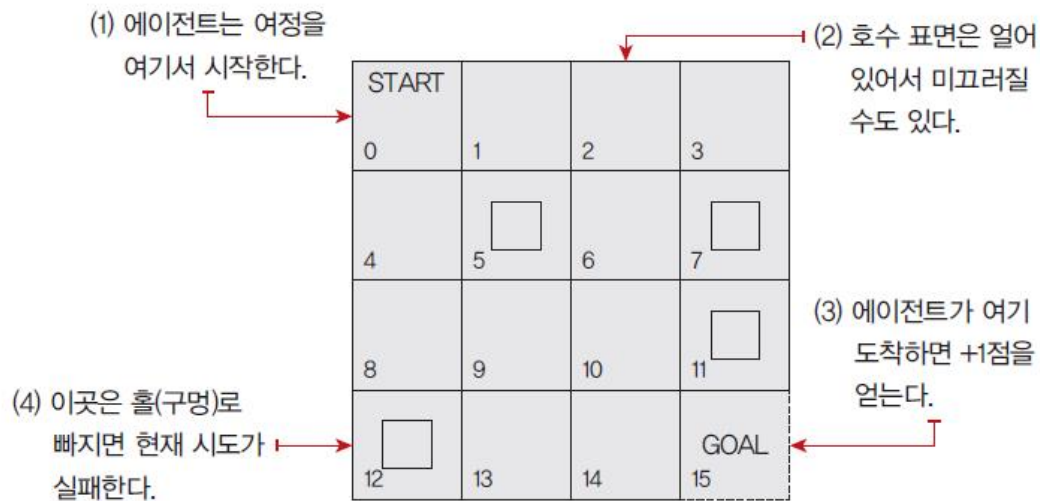 (1) 에이전트는 여정을
여기서 시작한다.
(2) 호수 표면은 얼어
있어서 미끄러질
수도 있다.
START
0
1
2
3
4
5
6
7
(3) 에이전트가 여기
도착하면 +1점을
얻는다.
8
9
10
11
(4) 이곳은 홀(구멍)로
빠지면 현재 시도가
실패한다.
GOAL
12
13
14
15